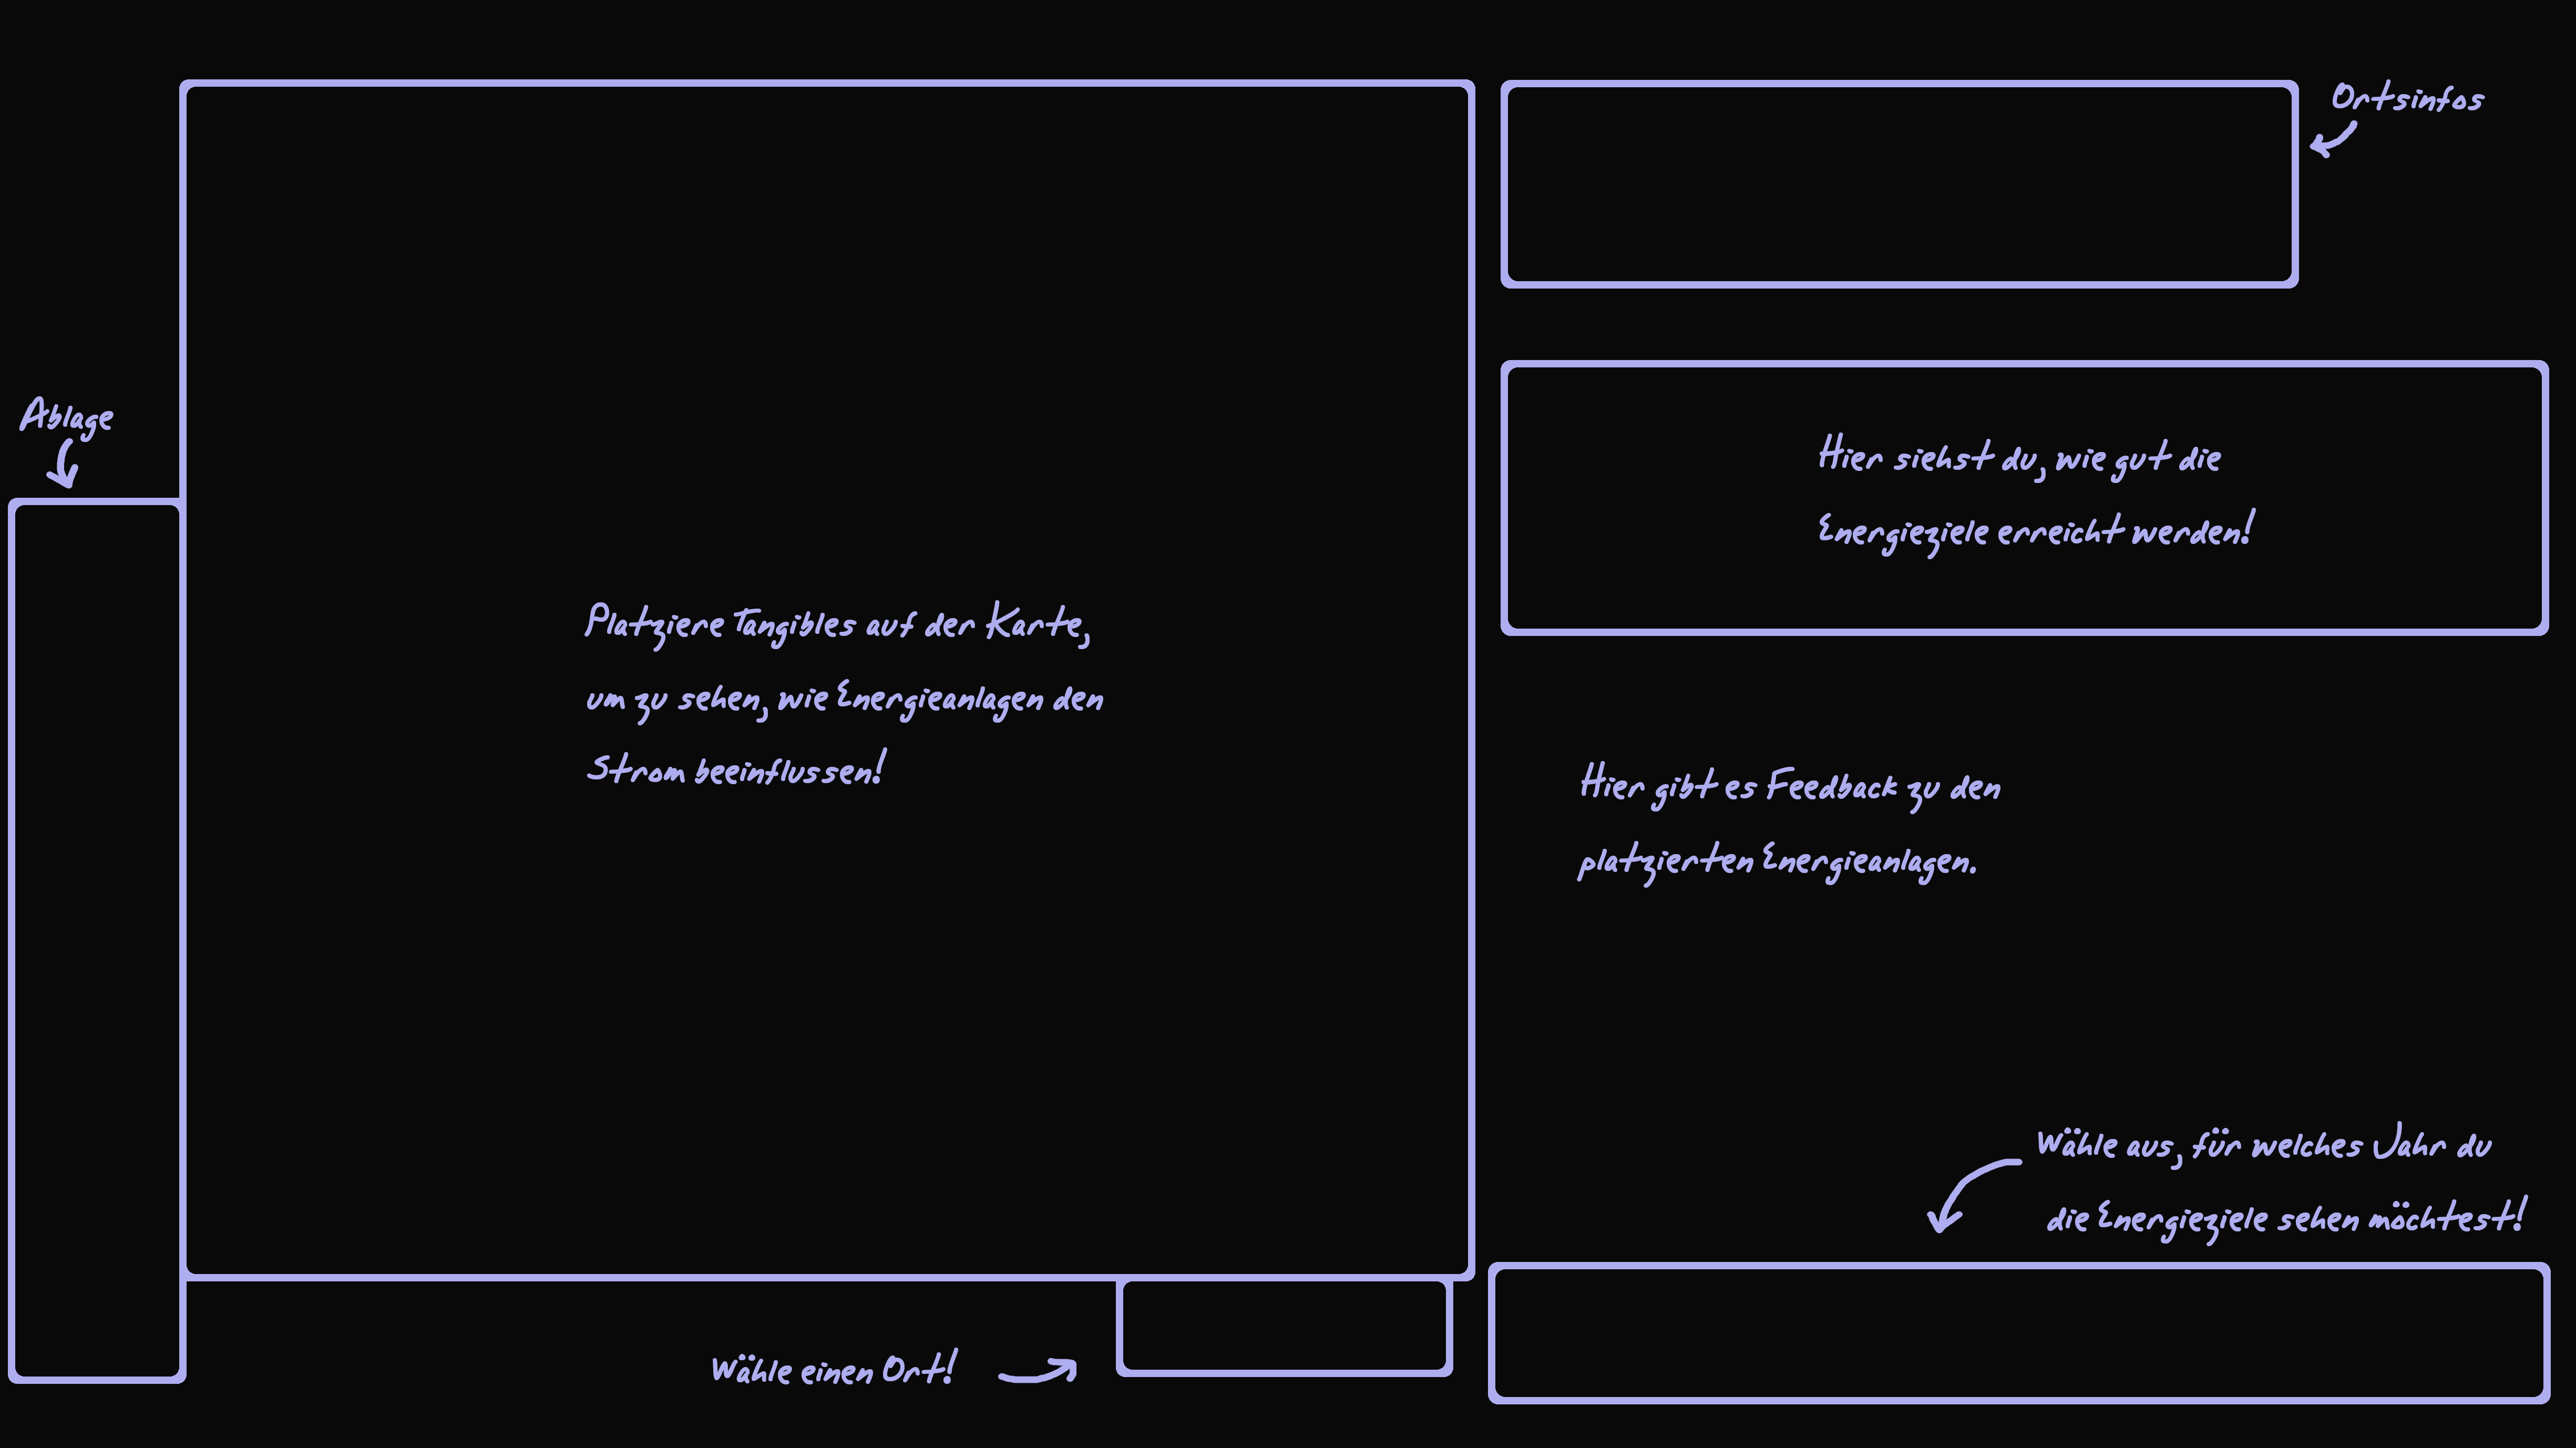 Ortsinfos
Ablage
Hier siehst du, wie gut die
Energieziele erreicht werden!
Platziere Tangibles auf der Karte,
um zu sehen, wie Energieanlagen den
Strom beeinflussen!
Hier gibt es Feedback zu den
platzierten Energieanlagen.
Wähle aus, für welches Jahr du
die Energieziele sehen möchtest!
Wähle einen Ort!